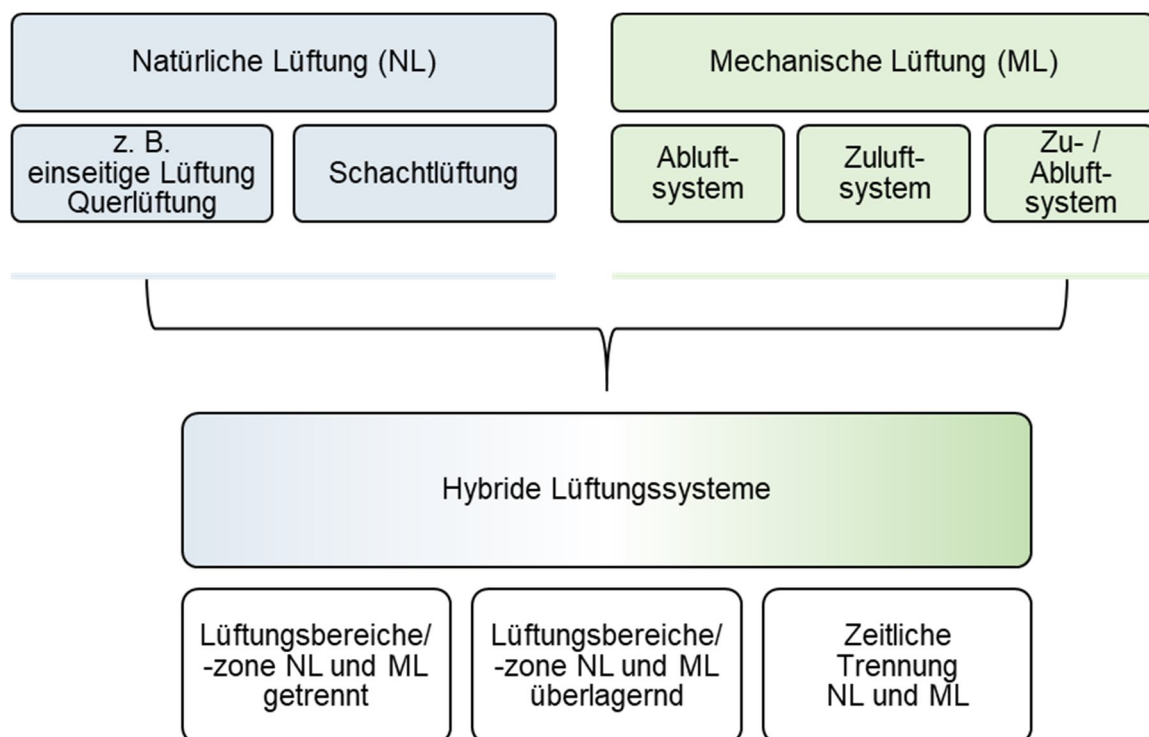 Natürliche Lüftung (NL)
Mechanische Lüftung (ML)
z. B.
einseitige Lüftung
Querlüftung
Schachtlüftung
Abluft-
system
Zuluft-
system
Zu- /
Abluft-
system
Hybride Lüftungssysteme
Lüftungsbereiche/
-zone NL und ML
getrennt
Lüftungsbereiche/
-zone NL und ML
überlagernd
Zeitliche
Trennung
NL und ML